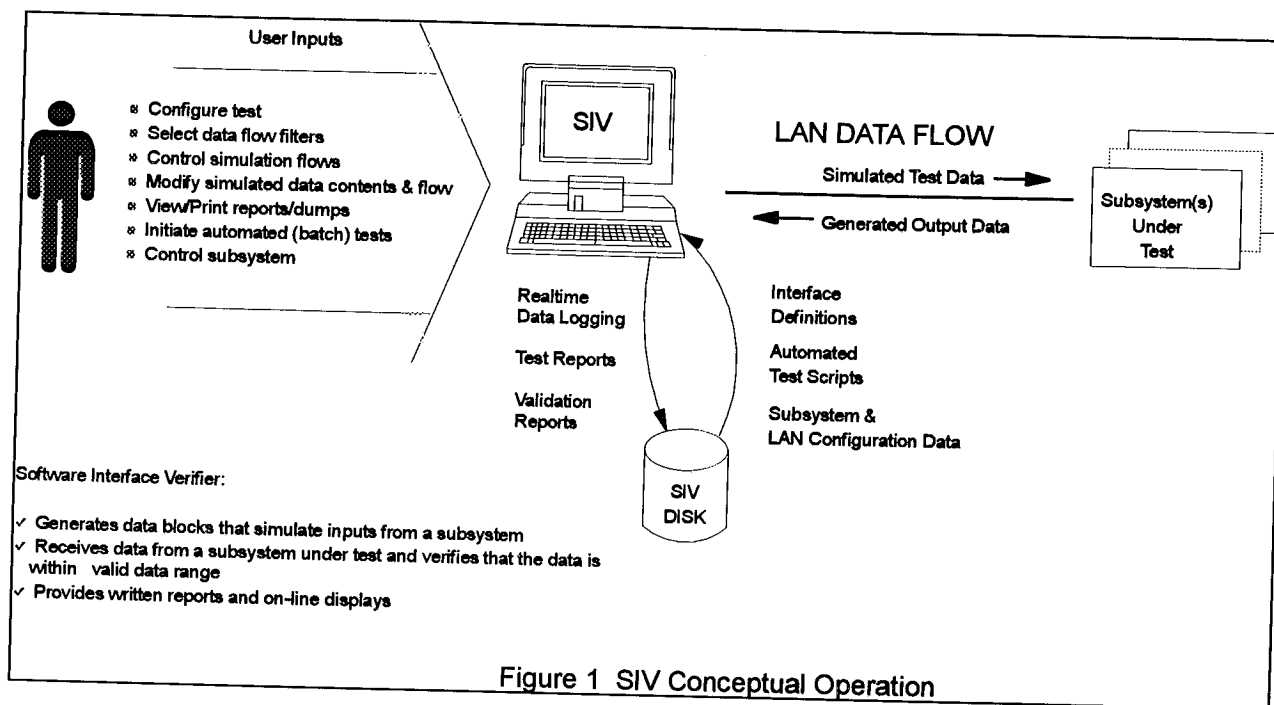 User Inputs
Configure test
Select data flow filters
Control simulation flows
Modify simulated data contents & flow
View/Print reports/dumps
Initiate automated (batch) tests
Control subsystem
SIV
LAN DATA FLOW
Simulated Test Data
Generated Output Data
Subsystem(s)
Under
Test
Realtime
Data Logging
Test Reports
Validation
Reports
Interface
Definitions
Automated
Test Scripts
Subsystem &
LAN Configuration Data
SIV
DISK
Software Interface Verifier:
✓ Generates data blocks that simulate inputs from a subsystem
✓ Receives data from a subsystem under test and verifies that the data is
within valid data range
✓ Provides written reports and on-line displays
Figure 1 SIV Conceptual Operation